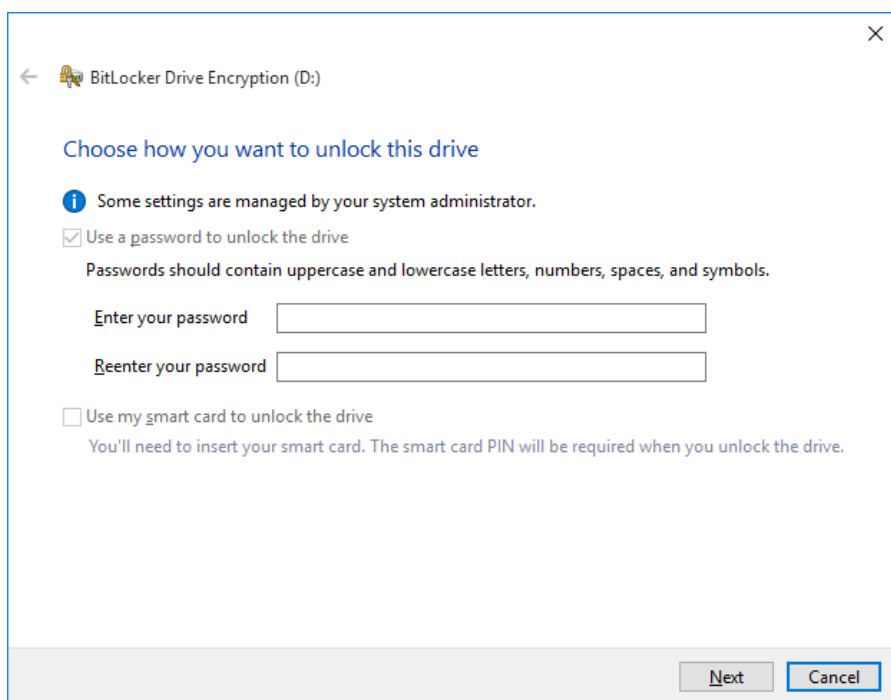 BitLocker Drive Encryption (D:)
Choose how you want to unlock this drive
Some settings are managed by your system administrator.
Use a password to unlock the drive
Passwords should contain uppercase and lowercase letters, numbers, spaces, and symbols.
Enter your password
Reenter your password
Use my smart card to unlock the drive
You'll need to insert your smart card. The smart card PIN will be required when you unlock the drive.
Next Cancel